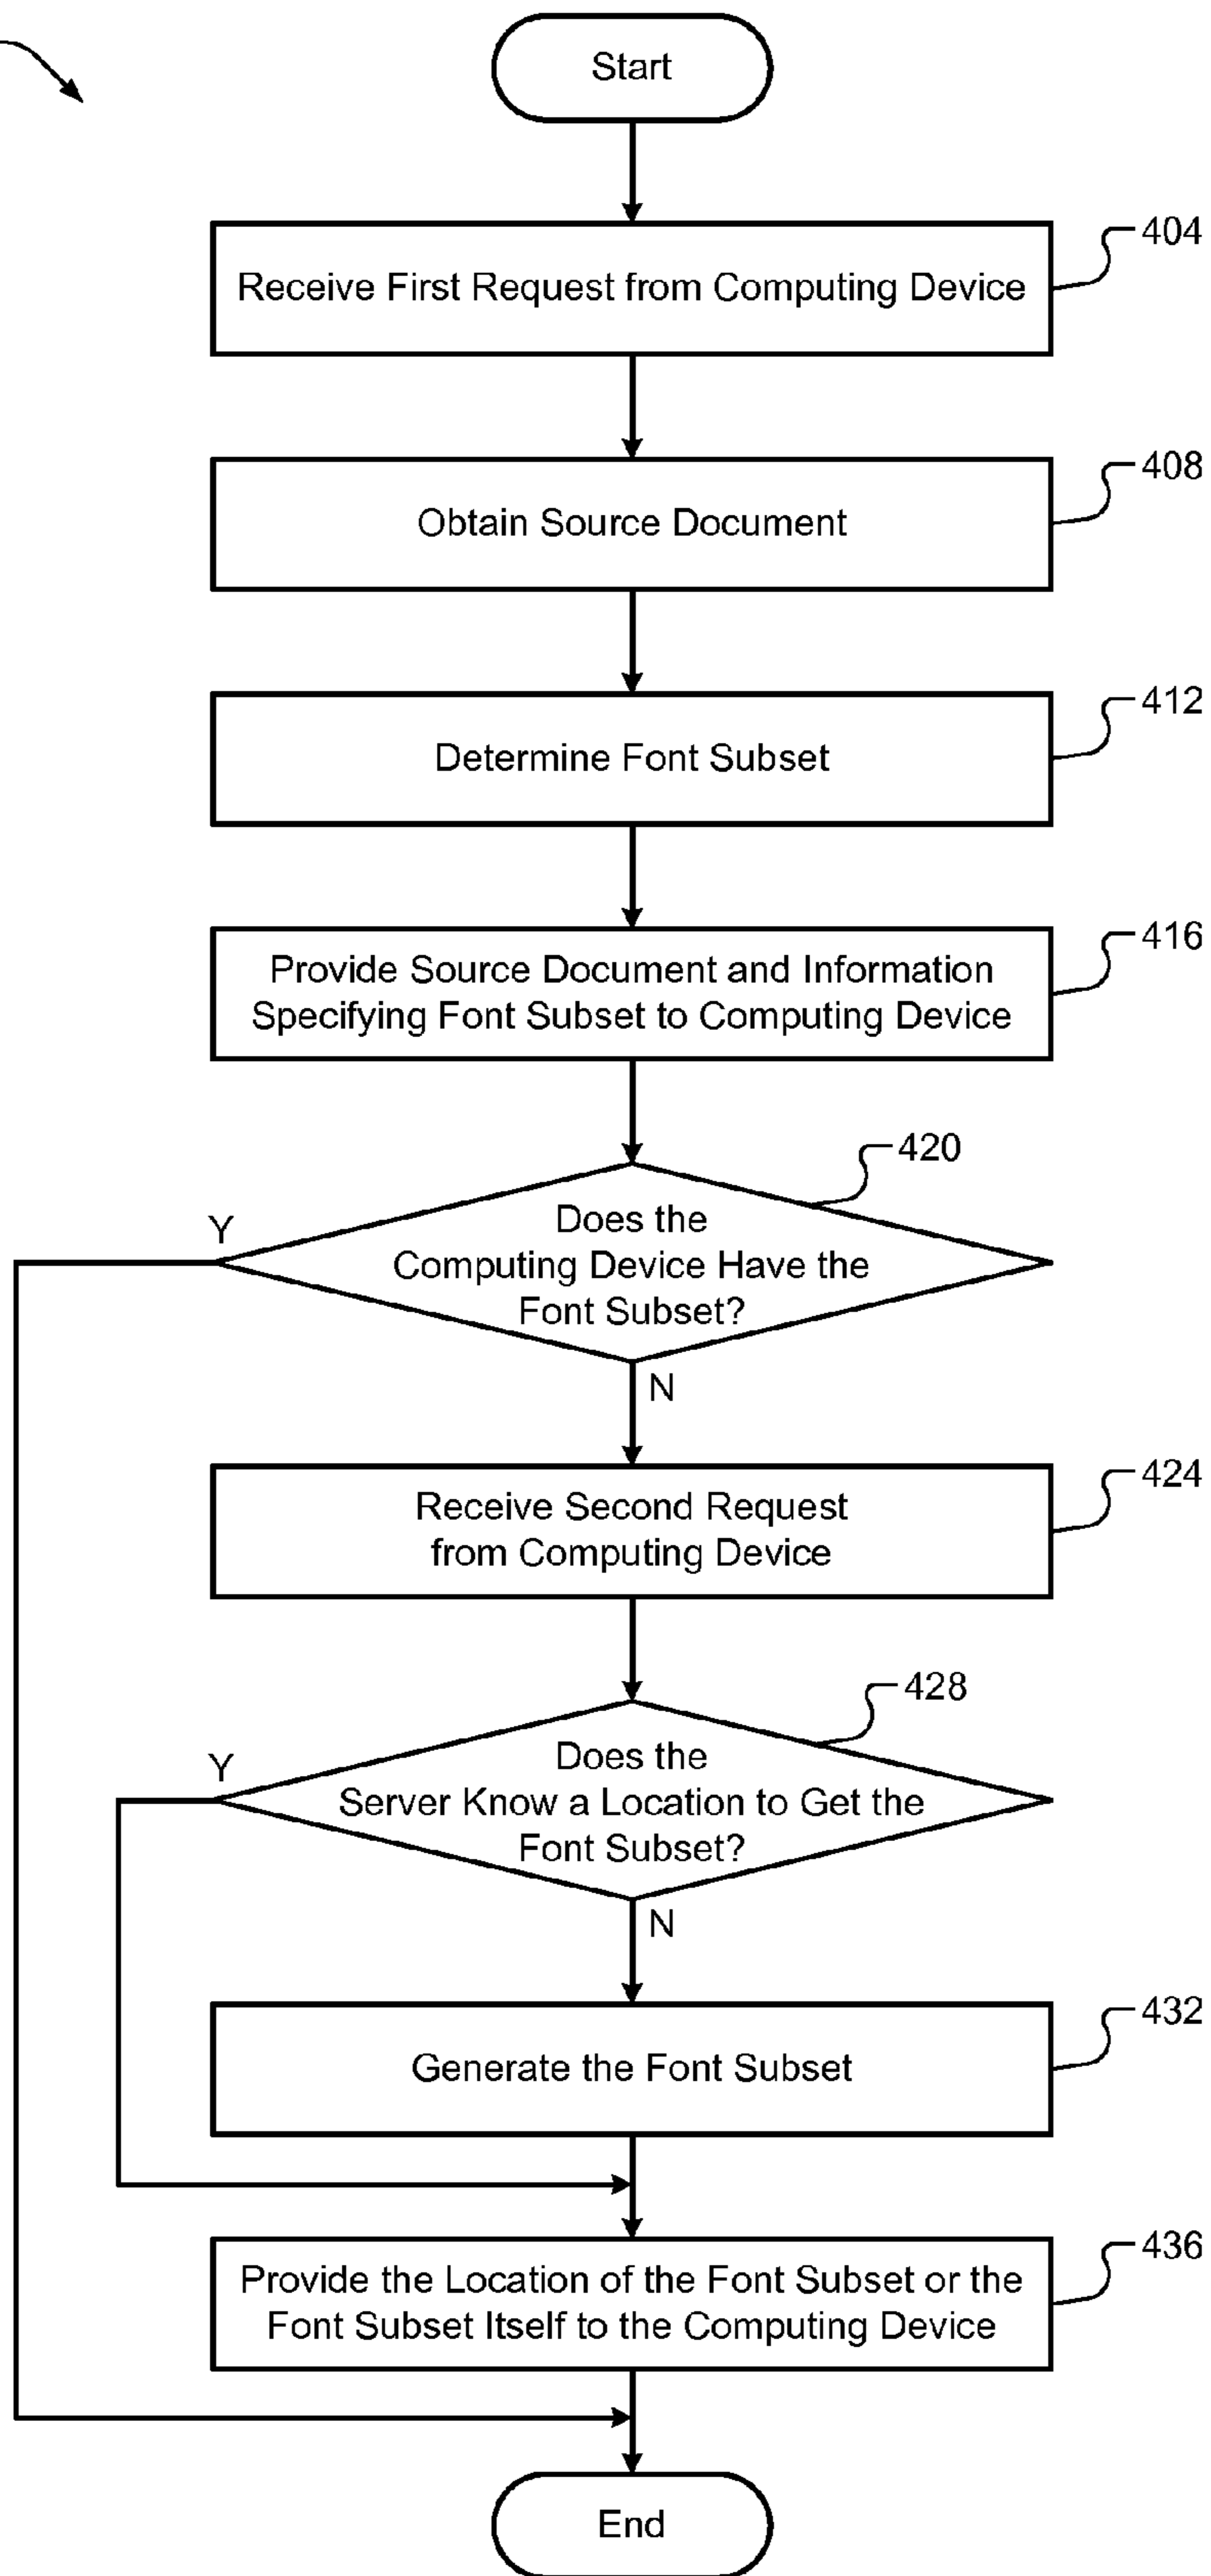 Start
Receive First Request from Computing Device
404
Obtain Source Document
408
Determine Font Subset
412
Provide Source Document and Information
Specifying Font Subset to Computing Device
416
Does the
Computing Device Have the
Font Subset?
420
Y
N
Receive Second Request
from Computing Device
424
Does the
Server Know a Location to Get the
Font Subset?
428
Y
N
Generate the Font Subset
432
Provide the Location of the Font Subset or the
Font Subset Itself to the Computing Device
436
End